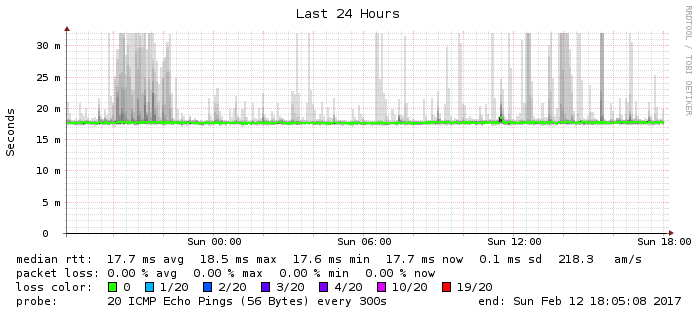 Last 24 Hours
RRDTOOL / TOBI OETIKER
Seconds
30 m
25 m
20 m
15 m
10 m
5 m
0
Sun 00:00 Sun 06:00 Sun 12:00 Sun 18:00
median rtt: 17.7 ms avg 18.5 ms max 17.6 ms min 17.7 ms now 0.1 ms sd 218.3 am/s
packet loss: 0.00 % avg 0.00 % max 0.00 % min 0.00 % now
loss color: 0 1/20 2/20 3/20 4/20 10/20 19/20
probe: 20 ICMP Echo Pings (56 Bytes) every 300s end: Sun Feb 12 18:05:08 2017